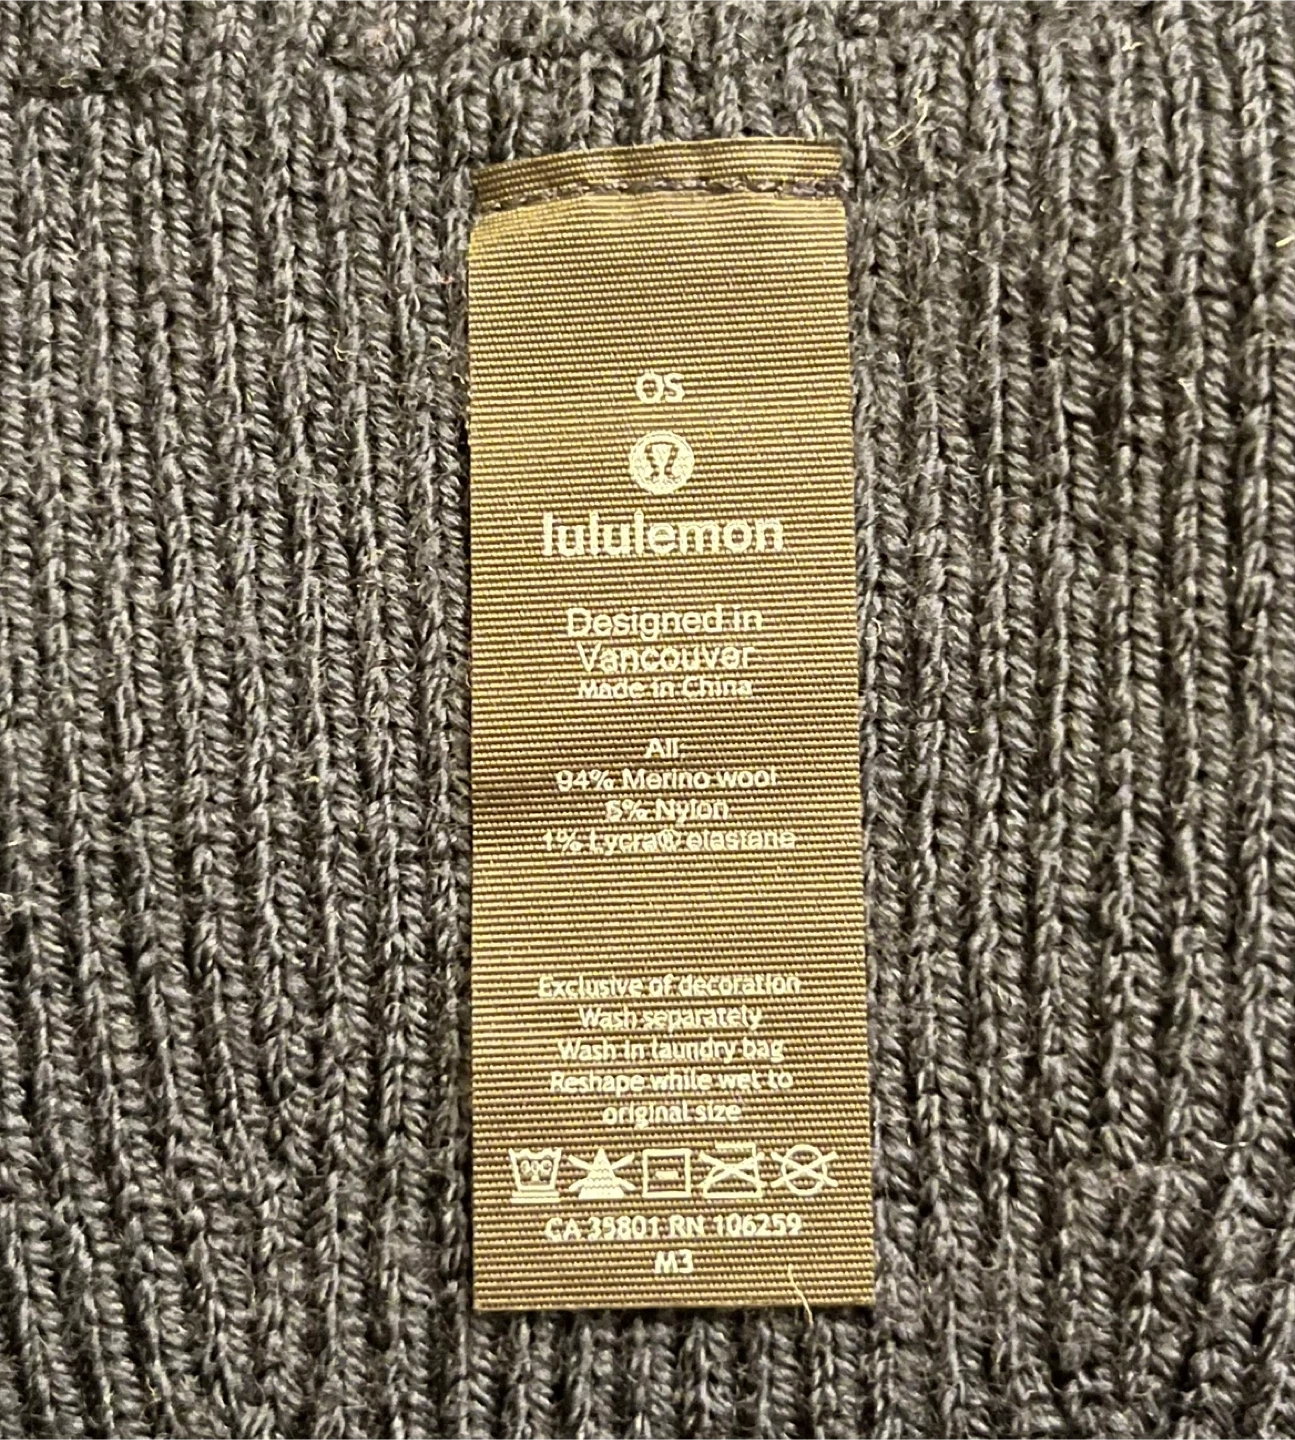 OS
lululemon
Designed in
Vancouver
Made in China
All
94% Merino wool
5% Nylon
1% Lycra® elastane
Exclusive of decoration
Wash separately
Wash in laundry bag
Reshape while wet to
original size
30C
CA 35801 RN 106259
M3